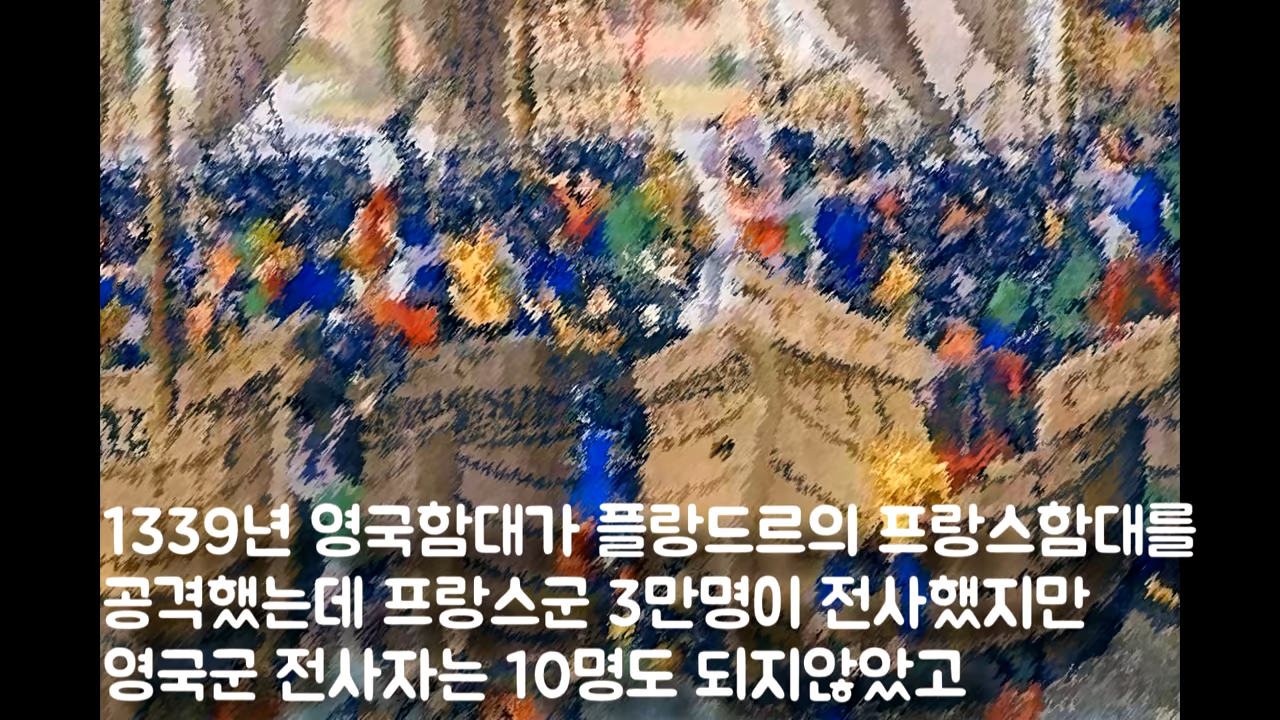 1339년 영국함대가 플랑드르의 프랑스함대를
공격했는데 프랑스군 3만명이 전사했지만
영국군 전사자는 10명도 되지않았고